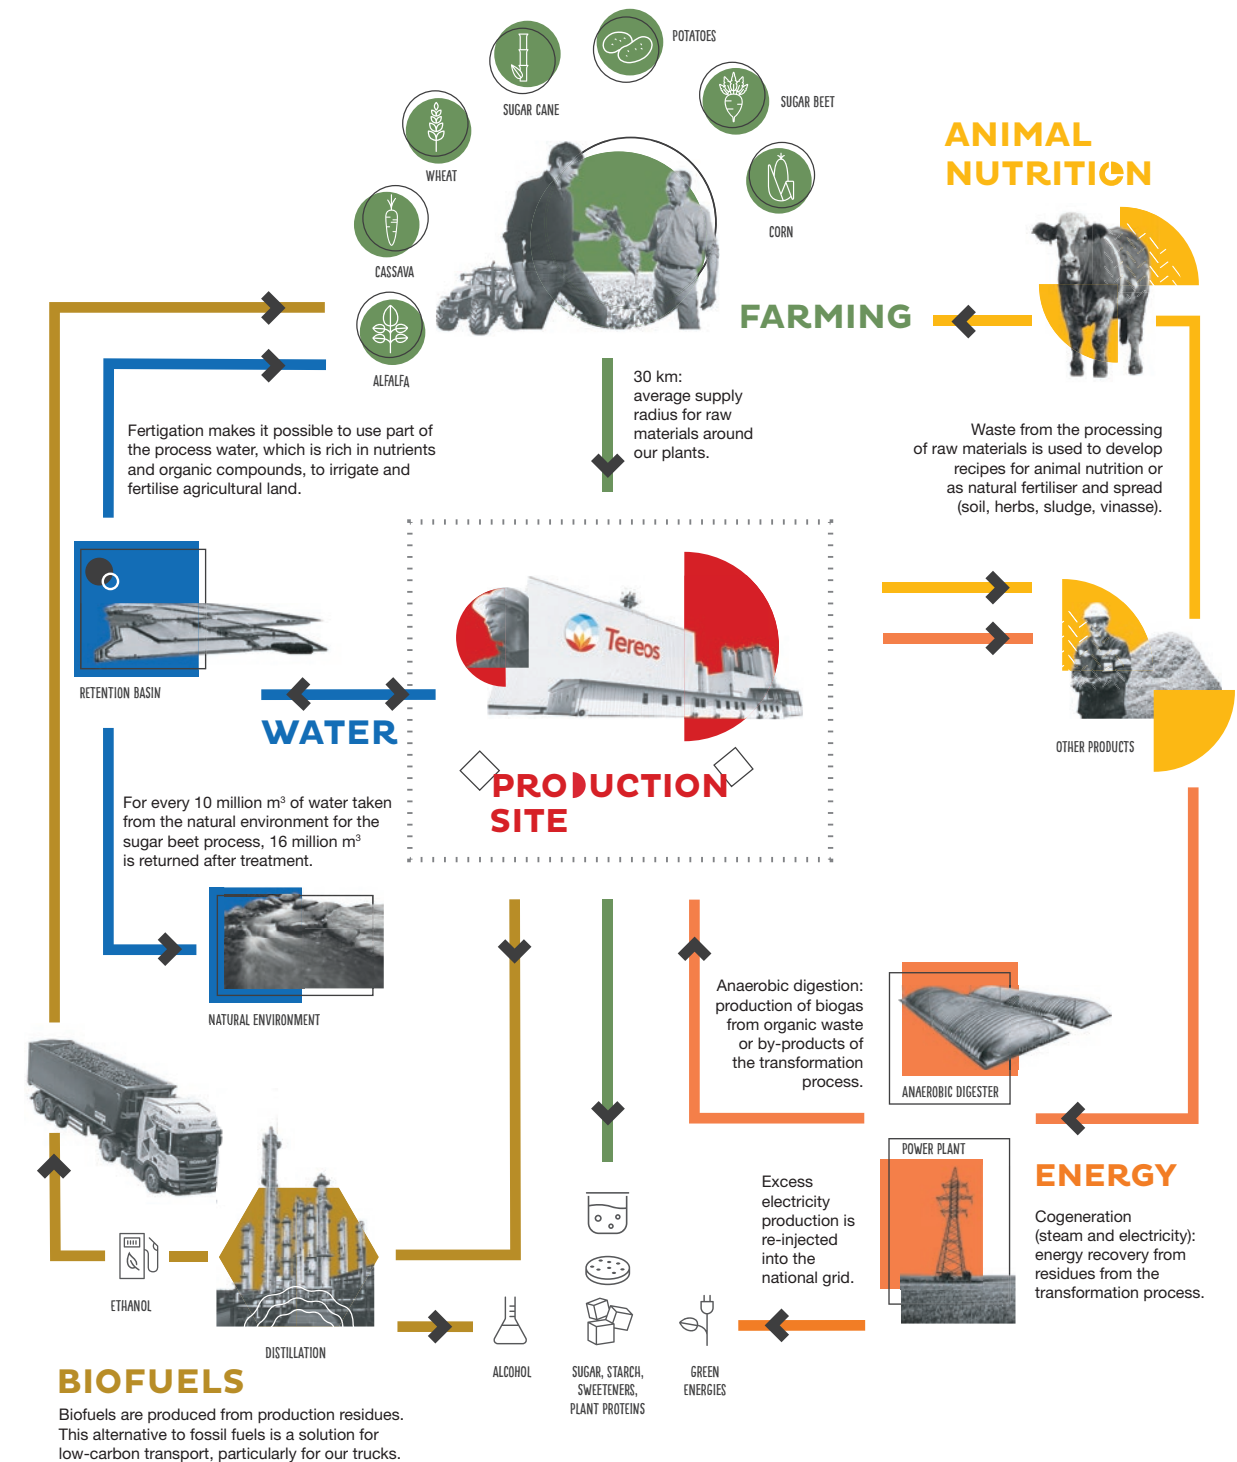 POTATOES
SUGAR CANE
SUGAR BEET
WHEAT
CORN
CASSAVA
ALFALFA
ANIMAL
NUTRITION
FARMING
30 km:
average supply
radius for raw
materials around
our plants.
Fertigation makes it possible to use part of
the process water, which is rich in nutrients
and organic compounds, to irrigate and
fertilise agricultural land.
Waste from the processing
of raw materials is used to develop
recipes for animal nutrition or
as natural fertiliser and spread
(soil, herbs, sludge, vinasse).
RETENTION BASIN
WATER
Tereos
PRODUCTION
SITE
OTHER PRODUCTS
For every 10 million m³ of water taken
from the natural environment for the
sugar beet process, 16 million m³
is returned after treatment.
NATURAL ENVIRONMENT
Anaerobic digestion:
production of biogas
from organic waste
or by-products of
the transformation
process.
ANAEROBIC DIGESTER
POWER PLANT
ENERGY
Cogeneration
(steam and electricity):
energy recovery from
residues from the
transformation process.
Excess
electricity
production is
re-injected
into the
national grid.
ETHANOL
DISTILLATION
ALCOHOL
SUGAR, STARCH,
SWEETENERS,
PLANT PROTEINS
GREEN
ENERGIES
BIOFUELS
Biofuels are produced from production residues.
This alternative to fossil fuels is a solution for
low-carbon transport, particularly for our trucks.